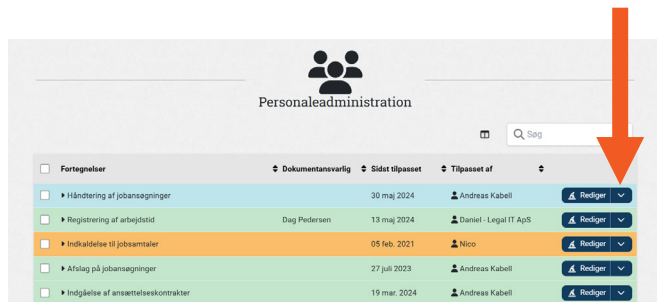 Personaleadministration
Søg
Fortegnelser Dokumentansvarlig Sidst tilpasset Tilpasset af
Håndtering af jobansøgninger 30 maj 2024 Andreas Kabell Rediger
Registrering af arbejdstid Dag Pedersen 13 maj 2024 Daniel - Legal IT ApS Rediger
Indkaldelse til jobsamtaler 05 feb. 2021 Nico Rediger
Afslag på jobansøgninger 27 juli 2023 Andreas Kabell Rediger
Indgåelse af ansættelseskontrakter 19 mar. 2024 Andreas Kabell Rediger